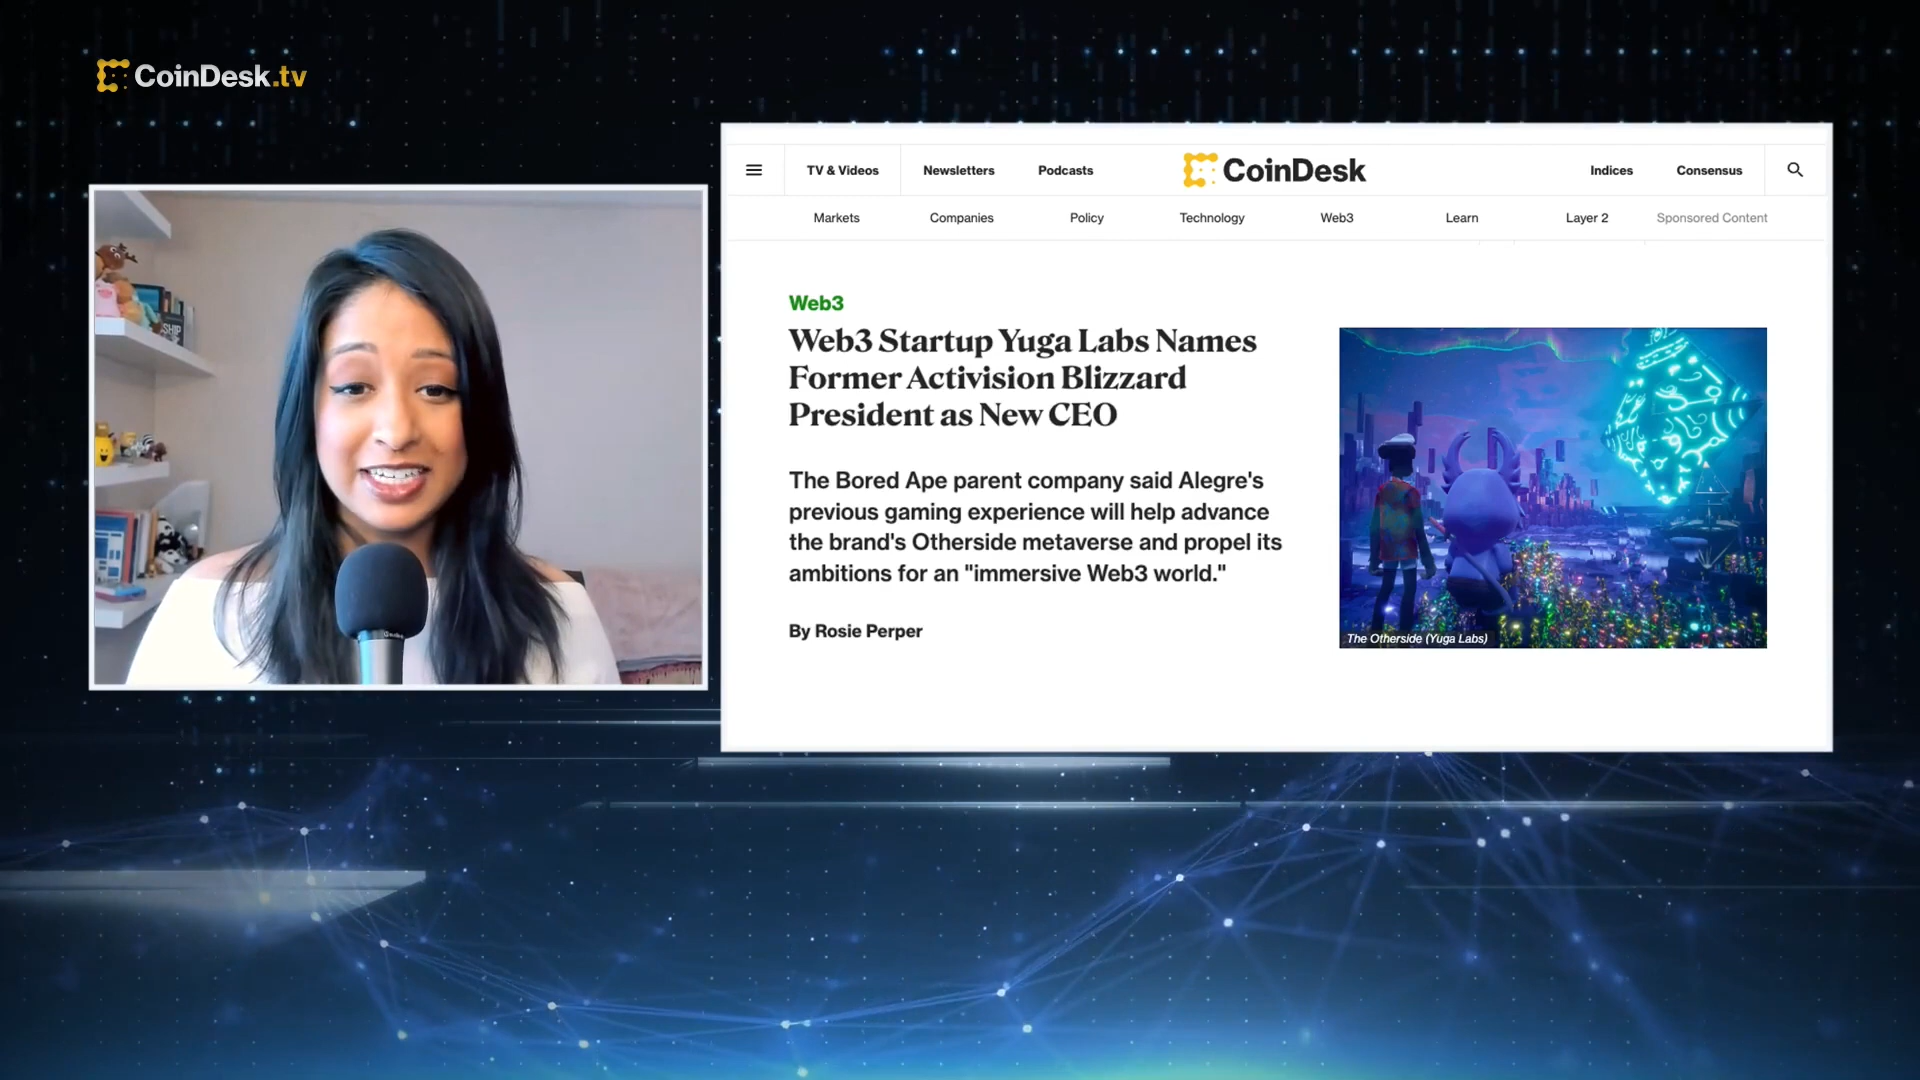 CoinDesk.tv
TV & Videos
Newsletters
Podcasts
CoinDesk
Indices
Consensus
Markets
Companies
Policy
Technology
Web3
Learn
Layer 2
Sponsored Content
Web3
Web3 Startup Yuga Labs Names
Former Activision Blizzard
President as New CEO
The Bored Ape parent company said Alegre's
previous gaming experience will help advance
the brand's Otherside metaverse and propel its
ambitions for an "immersive Web3 world."
By Rosie Perper
The Otherside (Yuga Labs)
SHIP